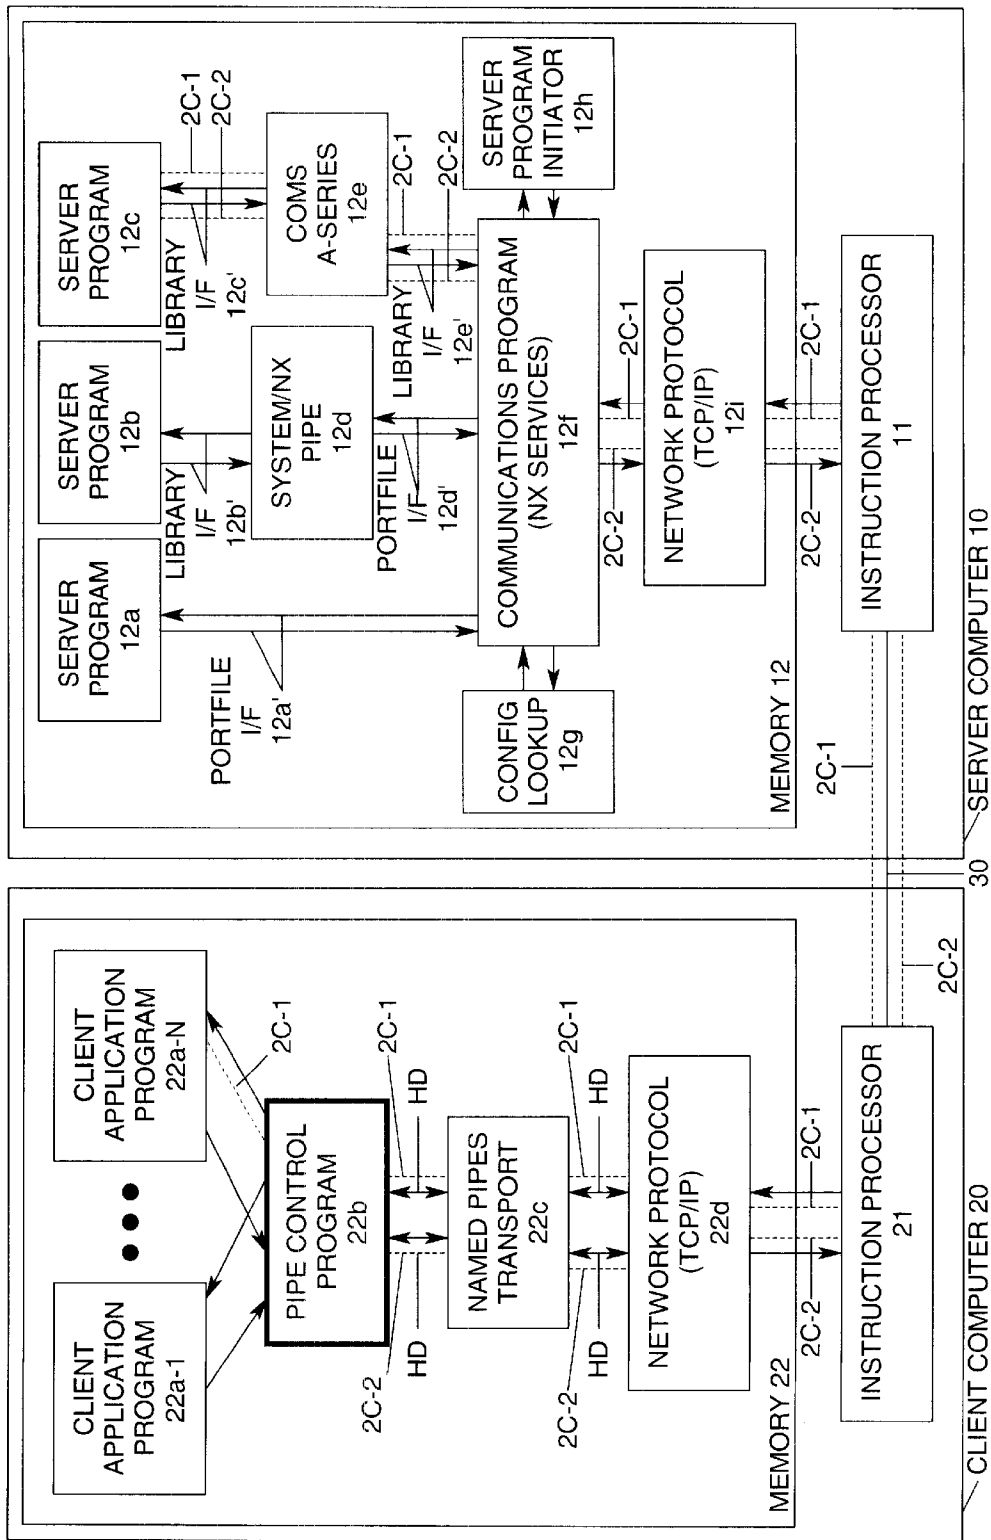 CLIENT
APPLICATION
PROGRAM
22a-1
CLIENT
APPLICATION
PROGRAM
22a-N
2C-1
PIPE CONTROL
PROGRAM
22b
2C-2
HD
HD
2C-1
NAMED PIPES
TRANSPORT
22c
2C-2
HD
HD
2C-1
NETWORK PROTOCOL
(TCP/IP)
22d
MEMORY 22
2C-2
2C-1
INSTRUCTION PROCESSOR
21
CLIENT COMPUTER 20
2C-2
30
2C-1
SERVER
PROGRAM
12a
SERVER
PROGRAM
12b
SERVER
PROGRAM
12c
PORTFILE
I/F
12a'
LIBRARY
I/F
12b'
LIBRARY
I/F
12c'
2C-1
2C-2
SYSTEM/NX
PIPE
12d
COMS
A-SERIES
12e
PORTFILE
I/F
12d'
LIBRARY
I/F
12e'
2C-1
2C-2
CONFIG
LOOKUP
12g
COMMUNICATIONS PROGRAM
(NX SERVICES)
12f
SERVER
PROGRAM
INITIATOR
12h
2C-2
2C-1
NETWORK PROTOCOL
(TCP/IP)
12i
MEMORY 12
2C-2
2C-1
INSTRUCTION PROCESSOR
11
SERVER COMPUTER 10